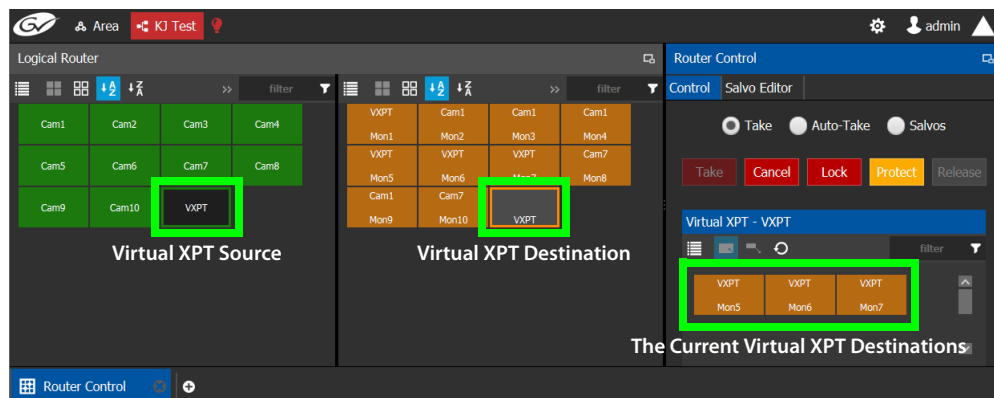 GV Area KJ Test admin
Logical Router
Router Control
A Z Z A >> filter
A Z Z A >> filter
Control Salvo Editor
Cam1 Cam2 Cam3 Cam4
Cam5 Cam6 Cam7 Cam8
Cam9 Cam10 VXPT
Virtual XPT Source
VXPT Cam1 Cam1 Cam1
Mon1 Mon2 Mon3 Mon4
VXPT VXPT VXPT Cam7
Mon5 Mon6 Mon7 Mon8
Cam1 Cam7
Mon9 Mon10 VXPT
Virtual XPT Destination
Take Auto-Take Salvos
Take Cancel Lock Protect Release
Virtual XPT - VXPT
filter
VXPT VXPT VXPT
Mon5 Mon6 Mon7
The Current Virtual XPT Destinations
Router Control